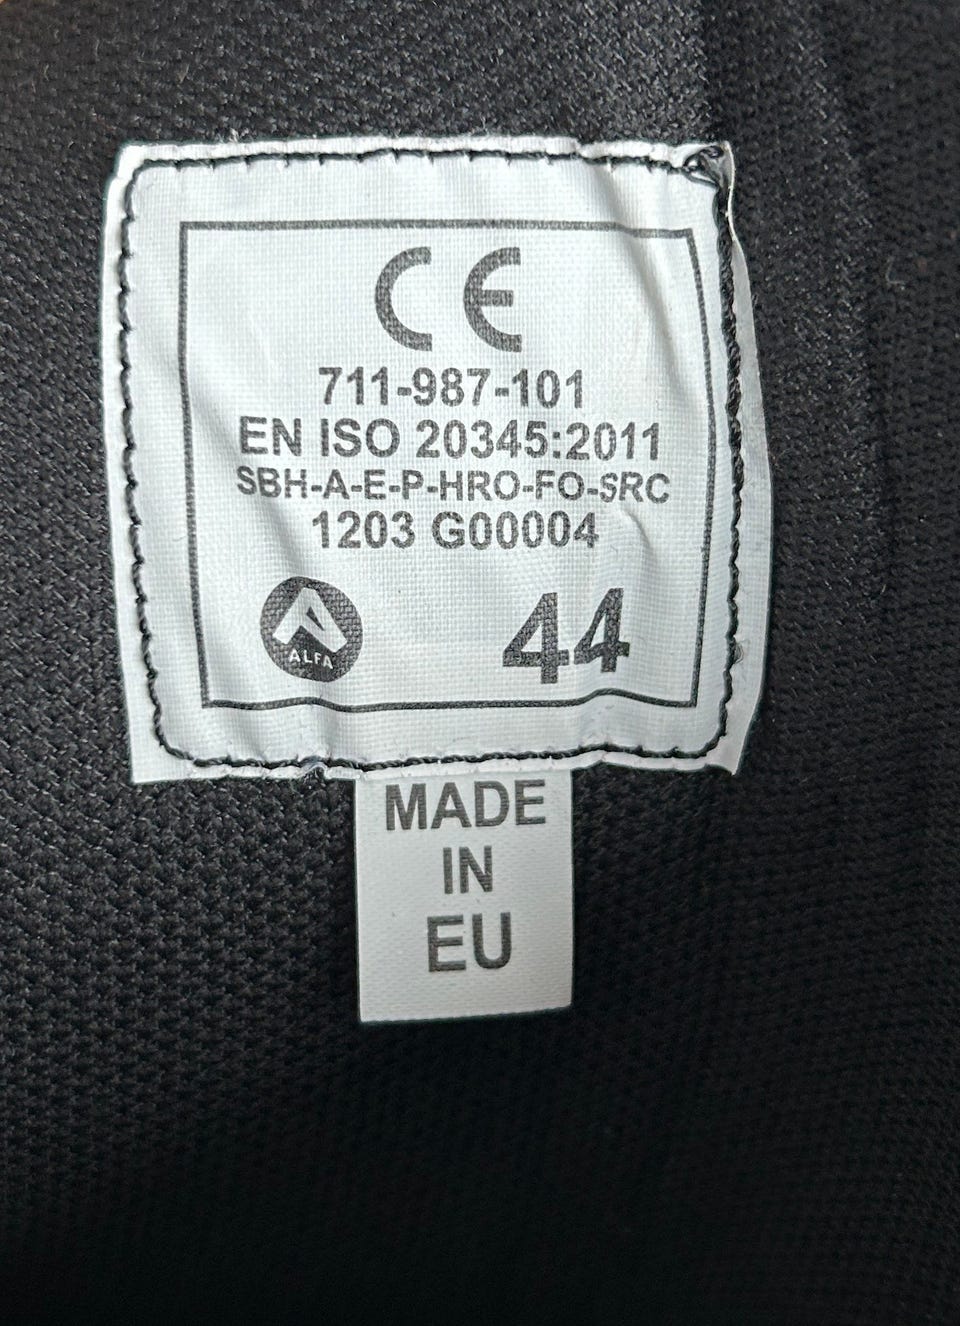 CE
711-987-101
EN ISO 20345:2011
SBH-A-E-P-HRO-FO-SRC
1203 G00004
ALFA
44
MADE
IN
EU